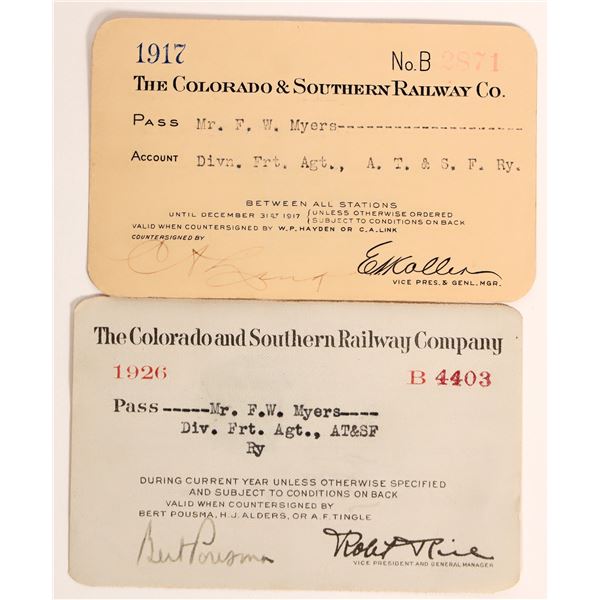 1917 No. B 2871
THE COLORADO & SOUTHERN RAILWAY CO.
PASS Mr. F. W. Myers-----------------------
ACCOUNT Divn. Frt. Agt., A. T. & S. F. Ry.
BETWEEN ALL STATIONS
UNTIL DECEMBER 31ST 1917 { UNLESS OTHERWISE ORDERED
SUBJECT TO CONDITIONS ON BACK
VALID WHEN COUNTERSIGNED BY W. P. HAYDEN OR C. A. LINK
COUNTERSIGNED BY
VICE PRES. & GENL. MGR.
The Colorado and Southern Railway Company
1926 B 4403
Pass-----Mr. F.W. Myers----
Div. Frt. Agt., AT&SF
Ry
DURING CURRENT YEAR UNLESS OTHERWISE SPECIFIED
AND SUBJECT TO CONDITIONS ON BACK
VALID WHEN COUNTERSIGNED BY
BERT POUSMA, H. J. ALDERS, OR A. F. TINGLE
Bert Pousma Robt Rice
VICE PRESIDENT AND GENERAL MANAGER